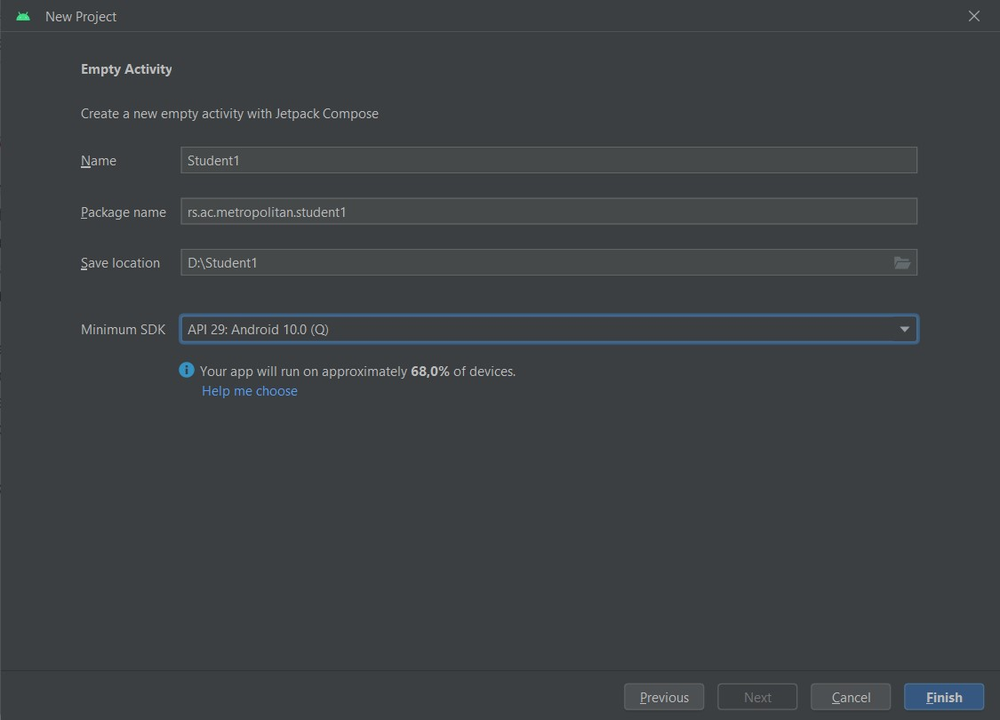 New Project
Empty Activity
Create a new empty activity with Jetpack Compose
Name Student1
Package name rs.ac.metropolitan.student1
Save location D:\Student1
Minimum SDK API 29: Android 10.0 (Q)
Your app will run on approximately 68,0% of devices.
Help me choose
Previous Next Cancel Finish